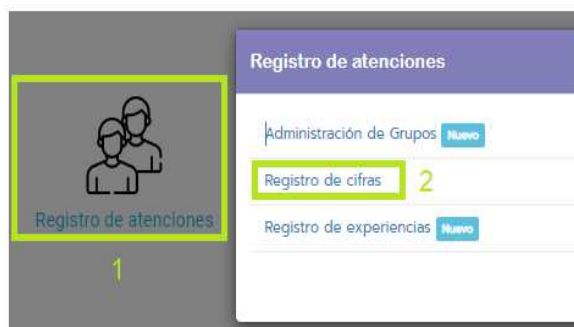 Registro de atenciones
1
Registro de atenciones
Administración de Grupos Nuevo
Registro de cifras 2
Registro de experiencias Nuevo